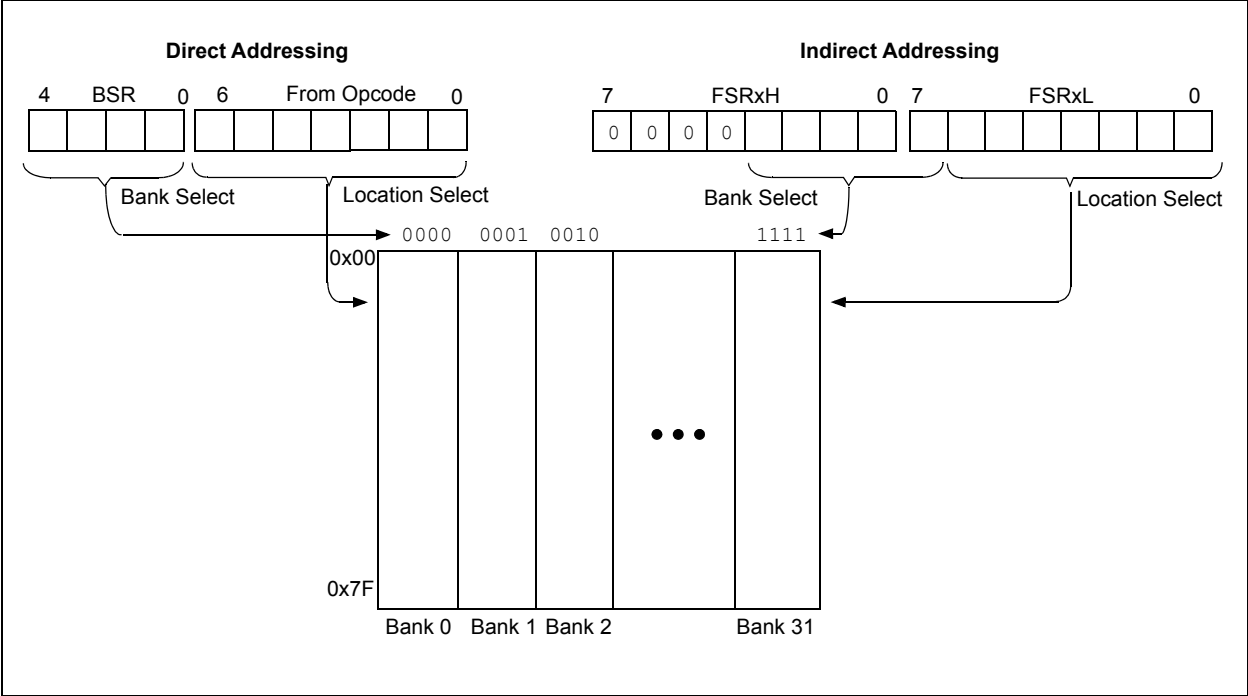 Direct Addressing
Indirect Addressing
4 BSR 0 6 From Opcode 0
7 FSRxH 0 7 FSRxL 0
0 0 0 0
Bank Select
Location Select
Bank Select
Location Select
0000 0001 0010 1111
0x00
0x7F
Bank 0 Bank 1 Bank 2 Bank 31